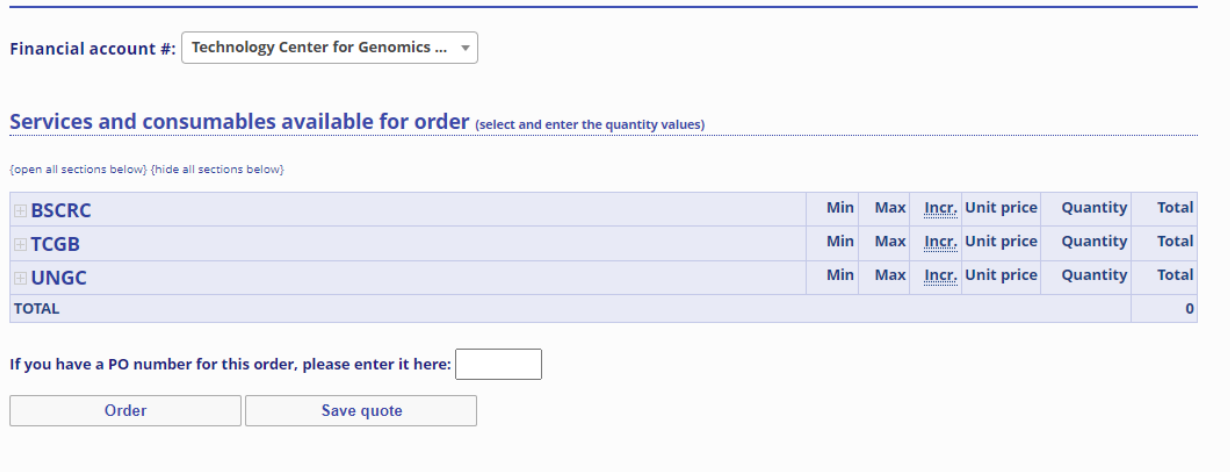 Financial account #: Technology Center for Genomics ...
Services and consumables available for order (select and enter the quantity values)
{open all sections below} {hide all sections below}
BSCRC Min Max Incr. Unit price Quantity Total
TCGB Min Max Incr. Unit price Quantity Total
UNGC Min Max Incr. Unit price Quantity Total
TOTAL 0
If you have a PO number for this order, please enter it here:
Order Save quote